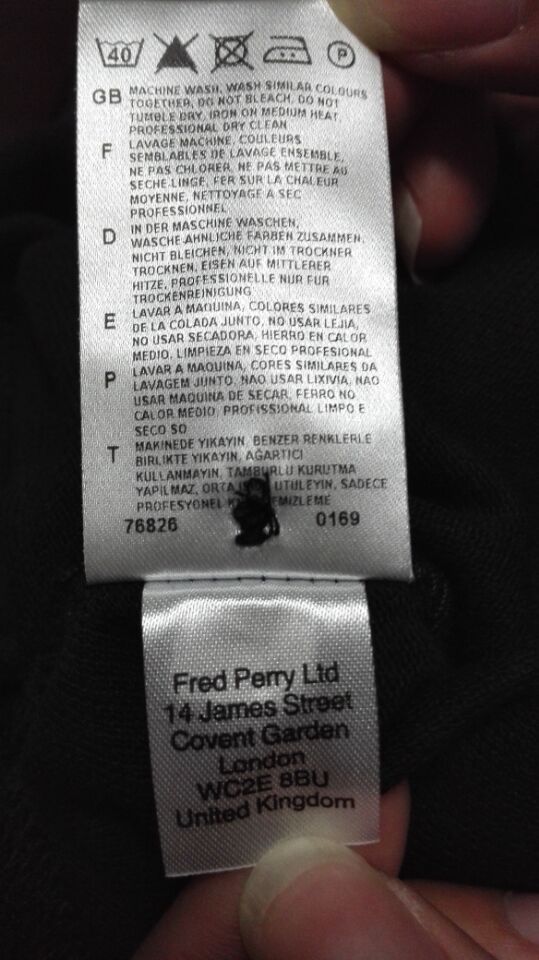 40 P
GB MACHINE WASH, WASH SIMILAR COLOURS
TOGETHER, DO NOT BLEACH, DO NOT
TUMBLE DRY, IRON ON MEDIUM HEAT,
PROFESSIONAL DRY CLEAN
F LAVAGE MACHINE, COULEURS
SEMBLABLES DE LAVAGE ENSEMBLE,
NE PAS CHLORER, NE PAS METTRE AU
SECHE-LINGE, FER SUR LA CHALEUR
MOYENNE, NETTOYAGE A SEC
PROFESSIONNEL
D IN DER MASCHINE WASCHEN,
WASCHE AHNLICHE FARBEN ZUSAMMEN,
NICHT BLEICHEN, NICHT IM TROCKNER
TROCKNEN, EISEN AUF MITTLERER
HITZE, PROFESSIONELLE NUR FUR
TROCKENREINIGUNG
E LAVAR A MAQUINA, COLORES SIMILARES
DE LA COLADA JUNTO, NO USAR LEJIA,
NO USAR SECADORA, HIERRO EN CALOR
MEDIO, LIMPIEZA EN SECO PROFESIONAL
P LAVAR A MAQUINA, CORES SIMILARES DA
LAVAGEM JUNTO, NAO USAR LIXIVIA, NAO
USAR MAQUINA DE SECAR, FERRO NO
CALOR MEDIO, PROFISSIONAL LIMPO E
SECO SO
T MAKINEDE YIKAYIN, BENZER RENKLERLE
BIRLIKTE YIKAYIN, AGARTICI
KULLANMAYIN, TAMBURLU KURUTMA
YAPILMAZ, ORTA UTULEYIN, SADECE
PROFESYONEL
76826 0169
Fred Perry Ltd
14 James Street
Covent Garden
London
WC2E 8BU
United Kingdom